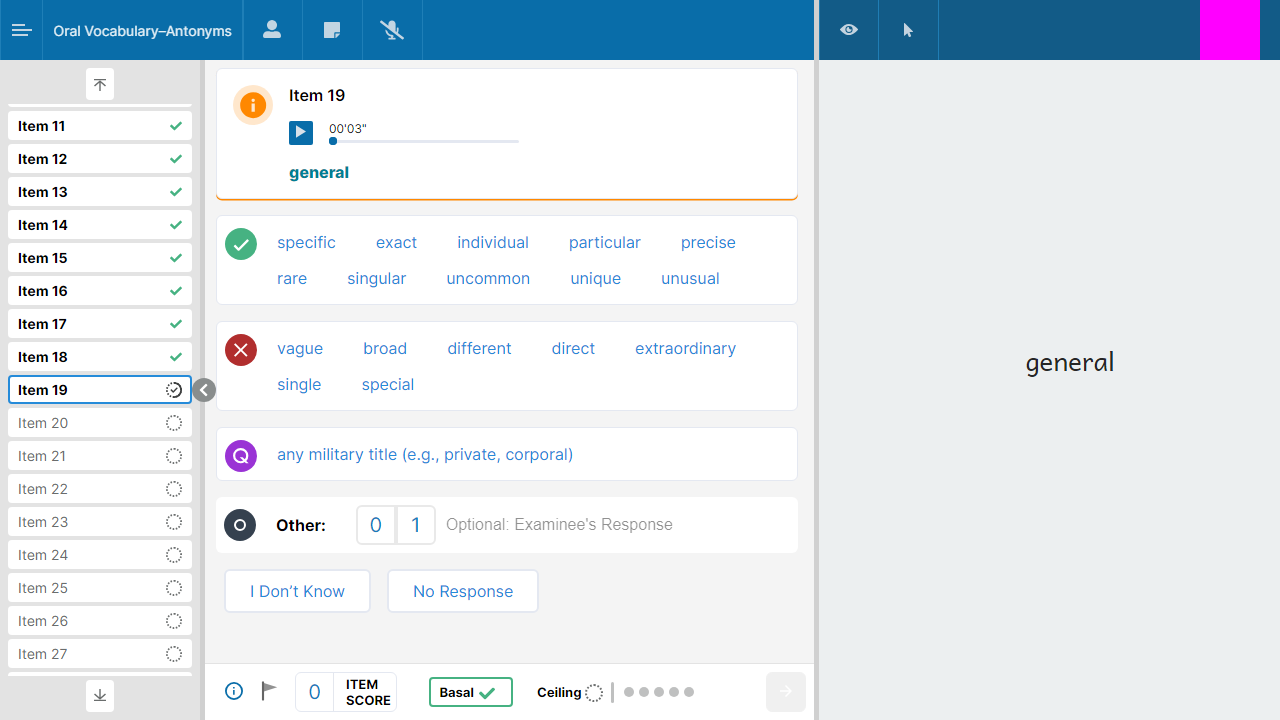 Oral Vocabulary–Antonyms
Item 11
Item 12
Item 13
Item 14
Item 15
Item 16
Item 17
Item 18
Item 19
Item 20
Item 21
Item 22
Item 23
Item 24
Item 25
Item 26
Item 27
Item 19
00'03"
general
specific exact individual particular precise
rare singular uncommon unique unusual
vague broad different direct extraordinary
single special
Q any military title (e.g., private, corporal)
Other: 0 1 Optional: Examinee's Response
I Don't Know No Response
0 ITEM SCORE Basal Ceiling
general